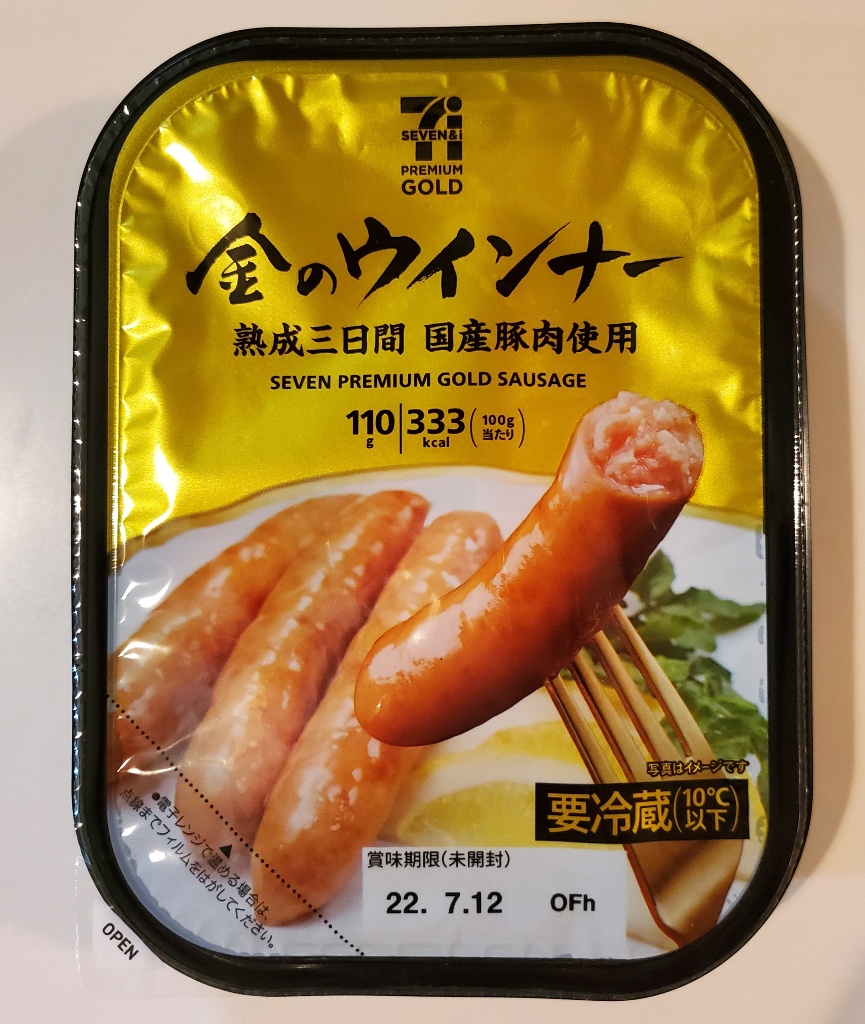 SEVEN&i
PREMIUM
GOLD
金のウインナー
熟成三日間 国産豚肉使用
SEVEN PREMIUM GOLD SAUSAGE
110g 333kcal (100g当たり)
写真はイメージです
要冷蔵(10℃以下)
●電子レンジで温める場合は、
点線までフィルムをはがしてください。
▲
OPEN
賞味期限(未開封)
22. 7.12 OFh